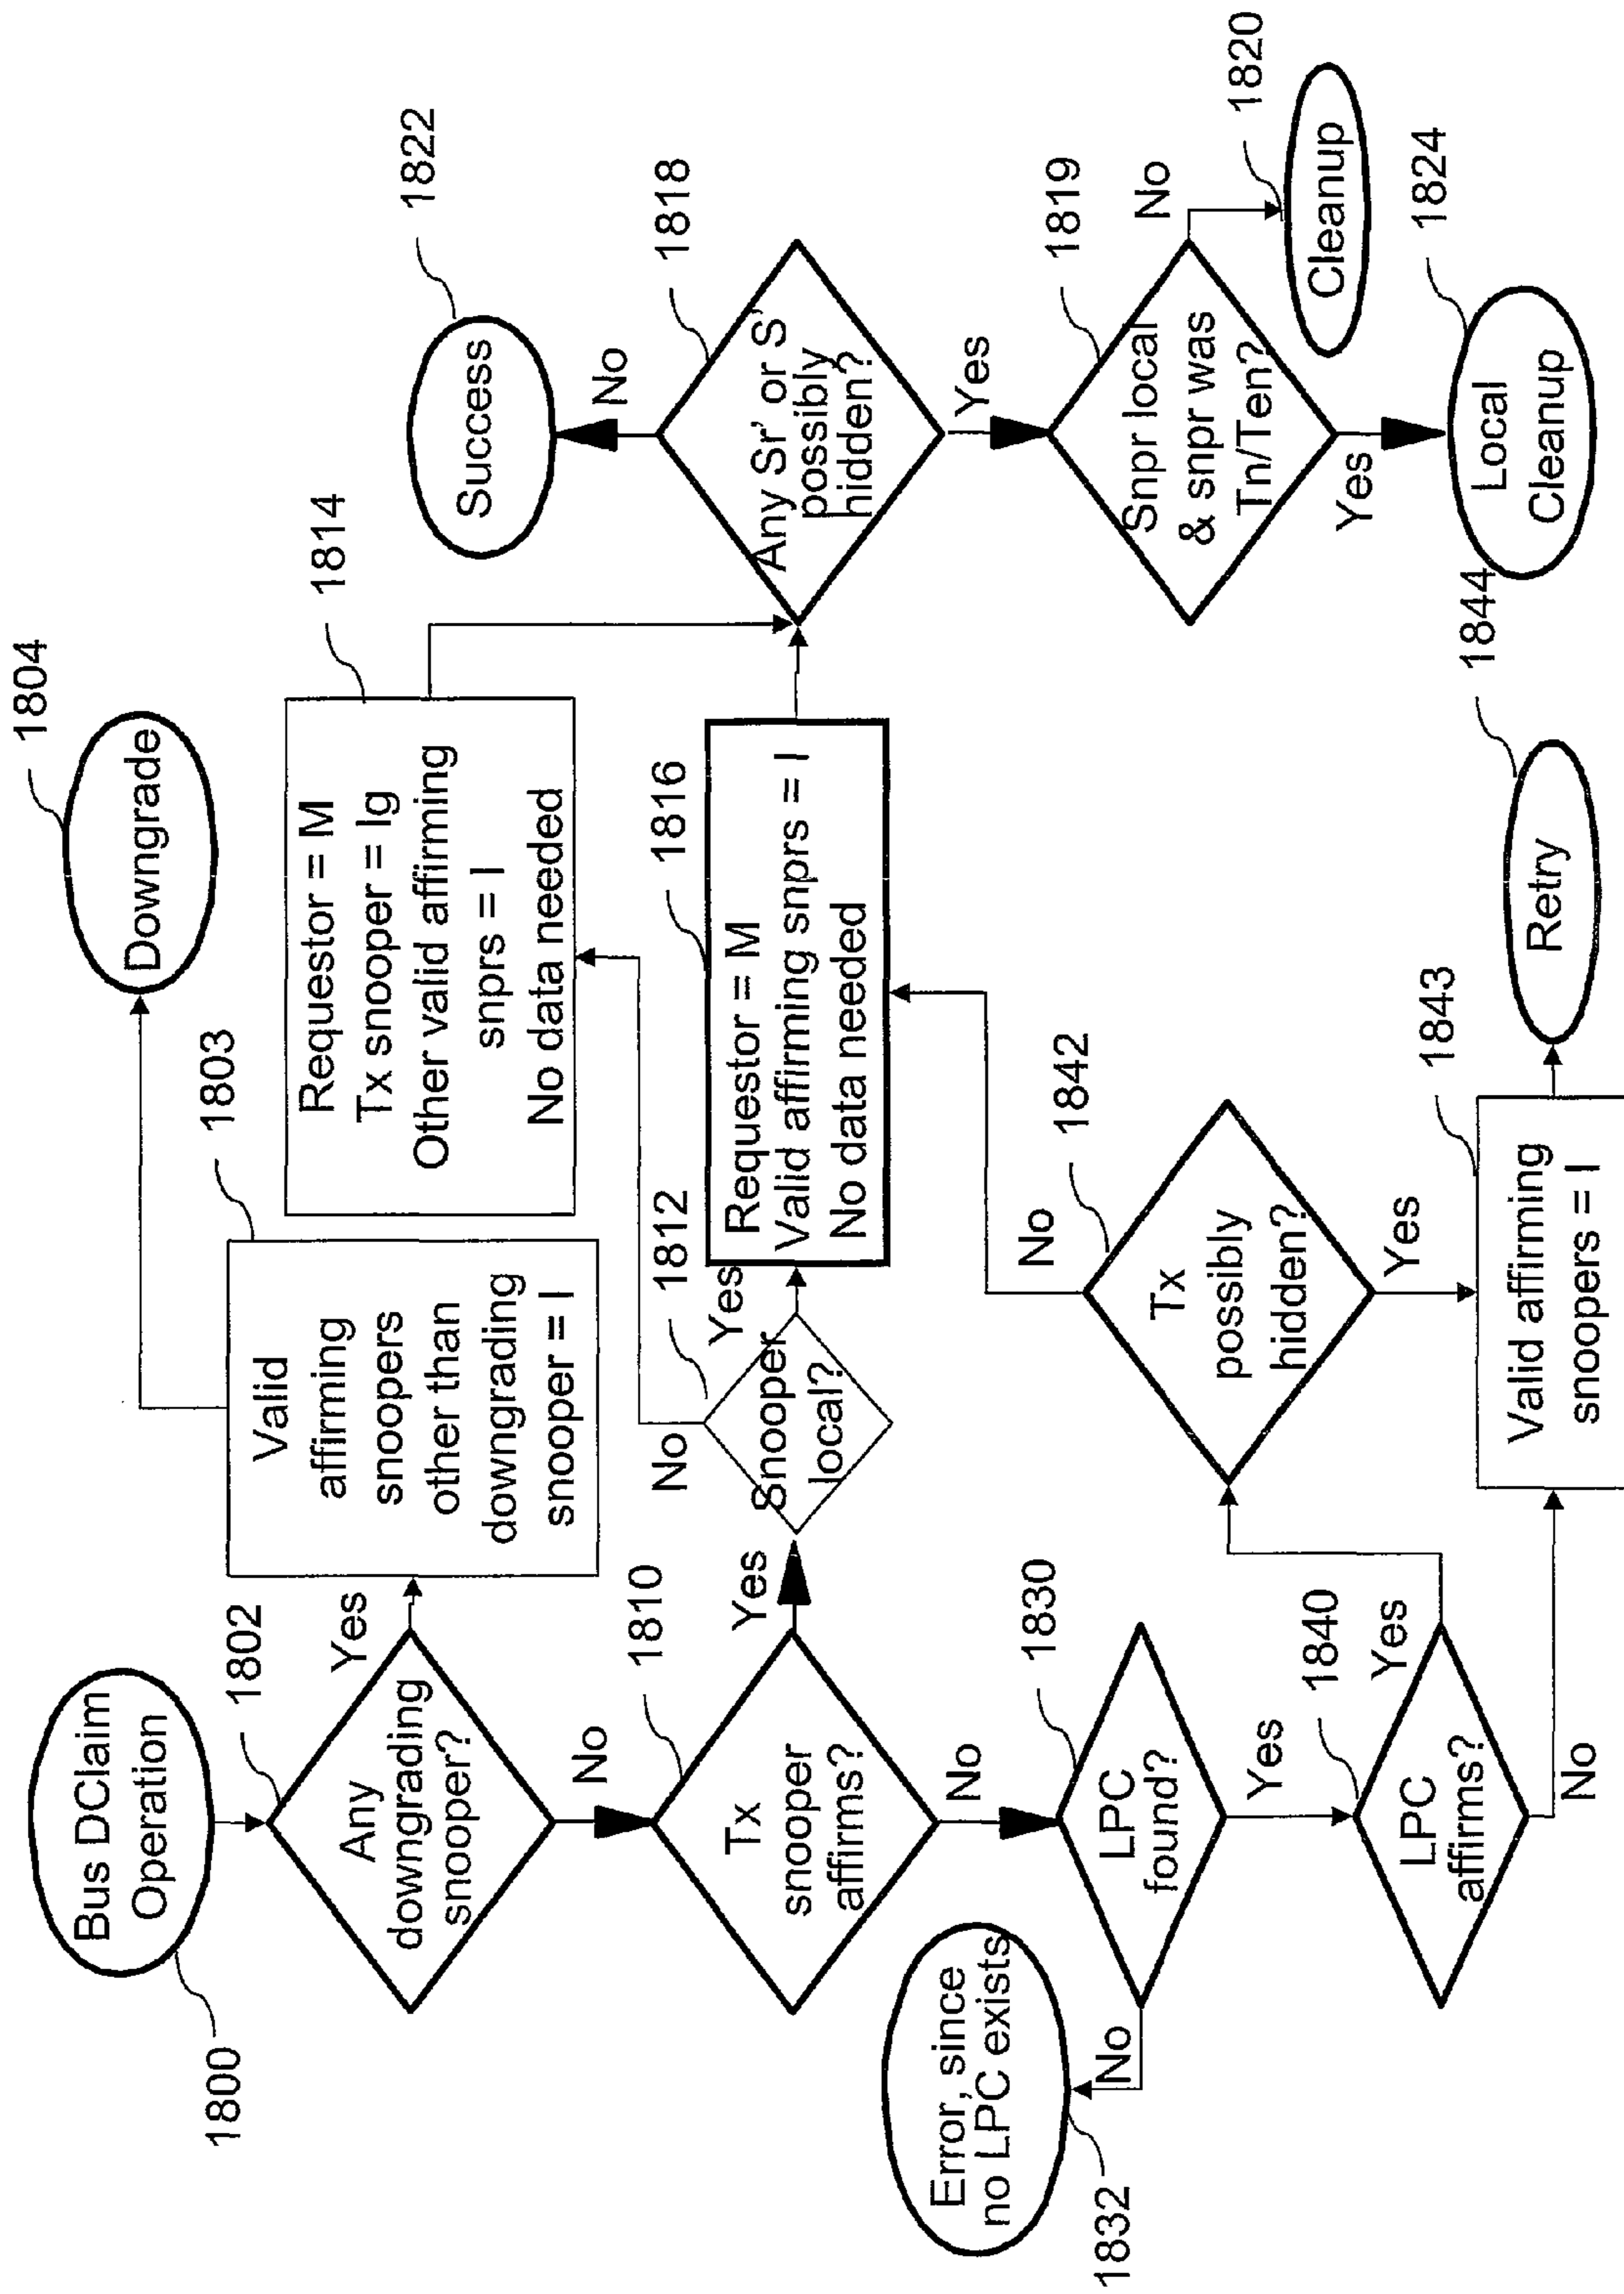 1800
Bus DClaim
Operation
1802
Any
downgrading
snooper?
Yes
No
1803
Valid
affirming
snoopers
other than
downgrading
snooper = I
1804
Downgrade
1810
Tx
snooper
affirms?
Yes
No
1812
Snooper
local?
Yes
No
1814
Requestor = M
Tx snooper = Ig
Other valid affirming
snprs = I
No data needed
1816
Requestor = M
Valid affirming snprs = I
No data needed
1818
Any Sr' or S'
possibly
hidden?
No
Yes
1822
Success
1819
Snpr local
& snpr was
Tn/Ten?
No
Yes
1820
Cleanup
1824
Local
Cleanup
1830
LPC
found?
No
Yes
1832
Error, since
no LPC exists
1840
LPC
affirms?
Yes
No
1842
Tx
possibly
hidden?
No
Yes
1843
Valid affirming
snoopers = I
1844
Retry